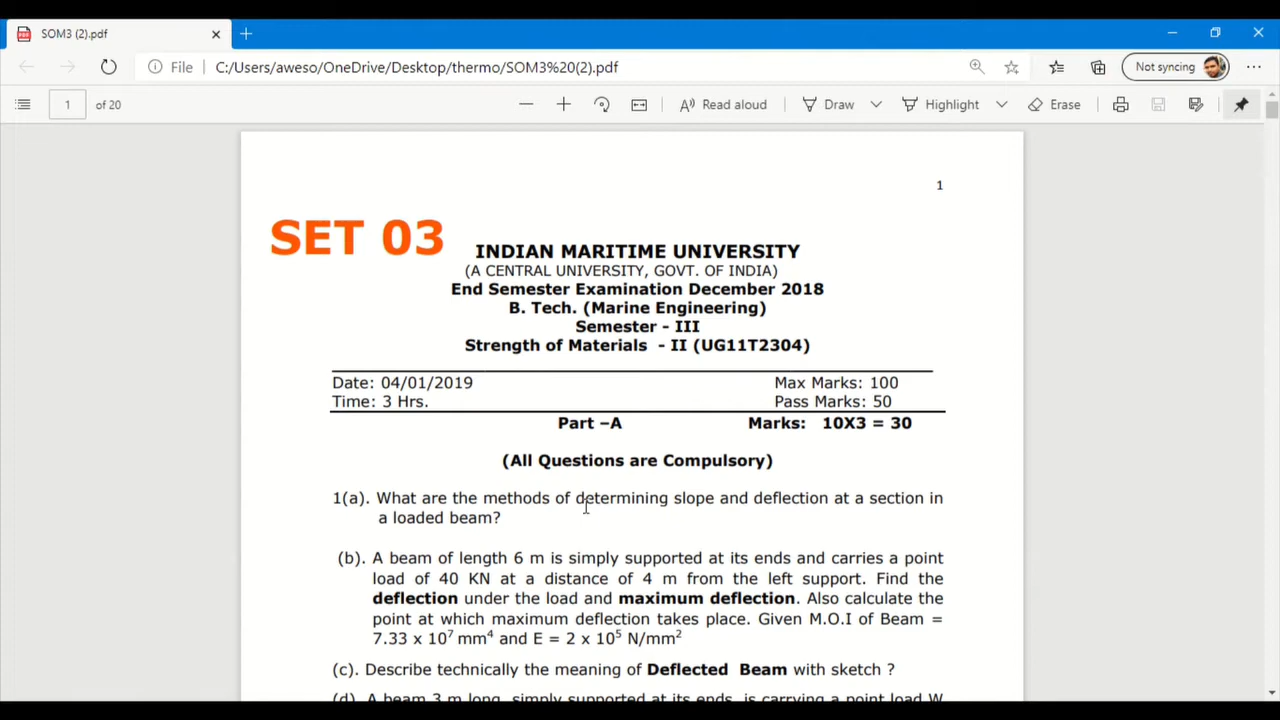 SOM3 (2).pdf
File C:/Users/aweso/OneDrive/Desktop/thermo/SOM3%20(2).pdf
Not syncing
1 of 20
Read aloud
Draw
Highlight
Erase
1
SET 03
INDIAN MARITIME UNIVERSITY
(A CENTRAL UNIVERSITY, GOVT. OF INDIA)
End Semester Examination December 2018
B. Tech. (Marine Engineering)
Semester - III
Strength of Materials - II (UG11T2304)
Date: 04/01/2019 Max Marks: 100
Time: 3 Hrs. Pass Marks: 50
Part –A Marks: 10X3 = 30
(All Questions are Compulsory)
1(a). What are the methods of determining slope and deflection at a section in
a loaded beam?
(b). A beam of length 6 m is simply supported at its ends and carries a point
load of 40 KN at a distance of 4 m from the left support. Find the
deflection under the load and maximum deflection. Also calculate the
point at which maximum deflection takes place. Given M.O.I of Beam =
7.33 x 10⁷ mm⁴ and E = 2 x 10⁵ N/mm²
(c). Describe technically the meaning of Deflected Beam with sketch ?
(d). A beam 3 m long, simply supported at its ends, is carrying a point load W